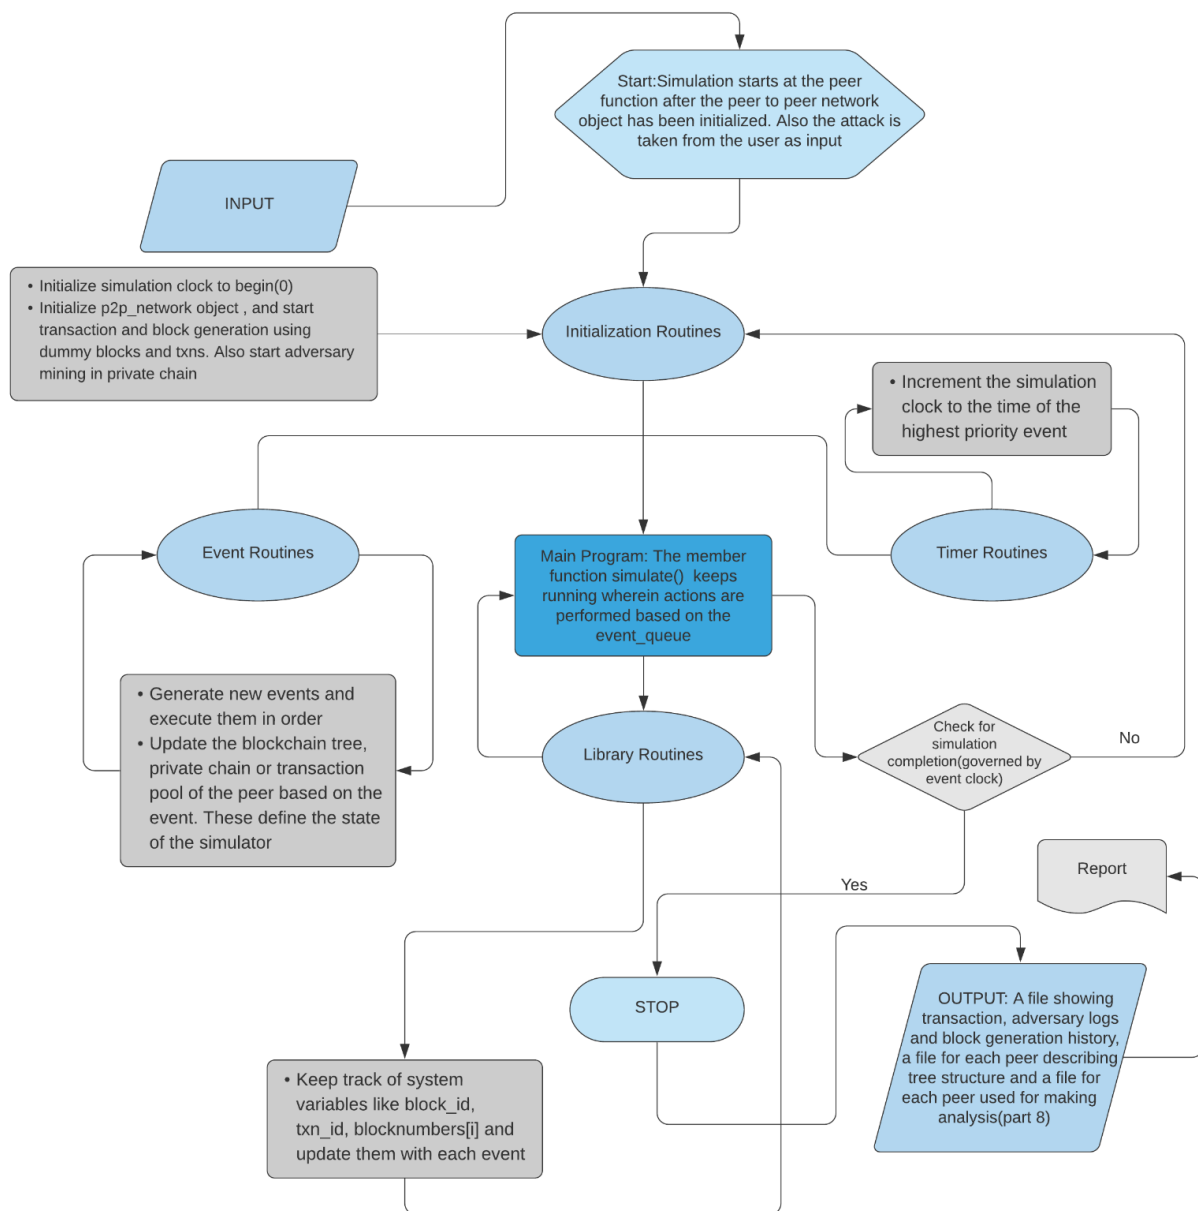 Start:Simulation starts at the peer
function after the peer to peer network
object has been initialized. Also the attack is
taken from the user as input
INPUT
• Initialize simulation clock to begin(0)
• Initialize p2p_network object , and start
transaction and block generation using
dummy blocks and txns. Also start adversary
mining in private chain
Initialization Routines
• Increment the simulation
clock to the time of the
highest priority event
Event Routines
Main Program: The member
function simulate() keeps
running wherein actions are
performed based on the
event_queue
Timer Routines
• Generate new events and
execute them in order
• Update the blockchain tree,
private chain or transaction
pool of the peer based on the
event. These define the state
of the simulator
Library Routines
Check for
simulation
completion(governed by
event clock)
No
Yes
Report
STOP
OUTPUT: A file showing
transaction, adversary logs
and block generation history,
a file for each peer describing
tree structure and a file for
each peer used for making
analysis(part 8)
• Keep track of system
variables like block_id,
txn_id, blocknumbers[i] and
update them with each event